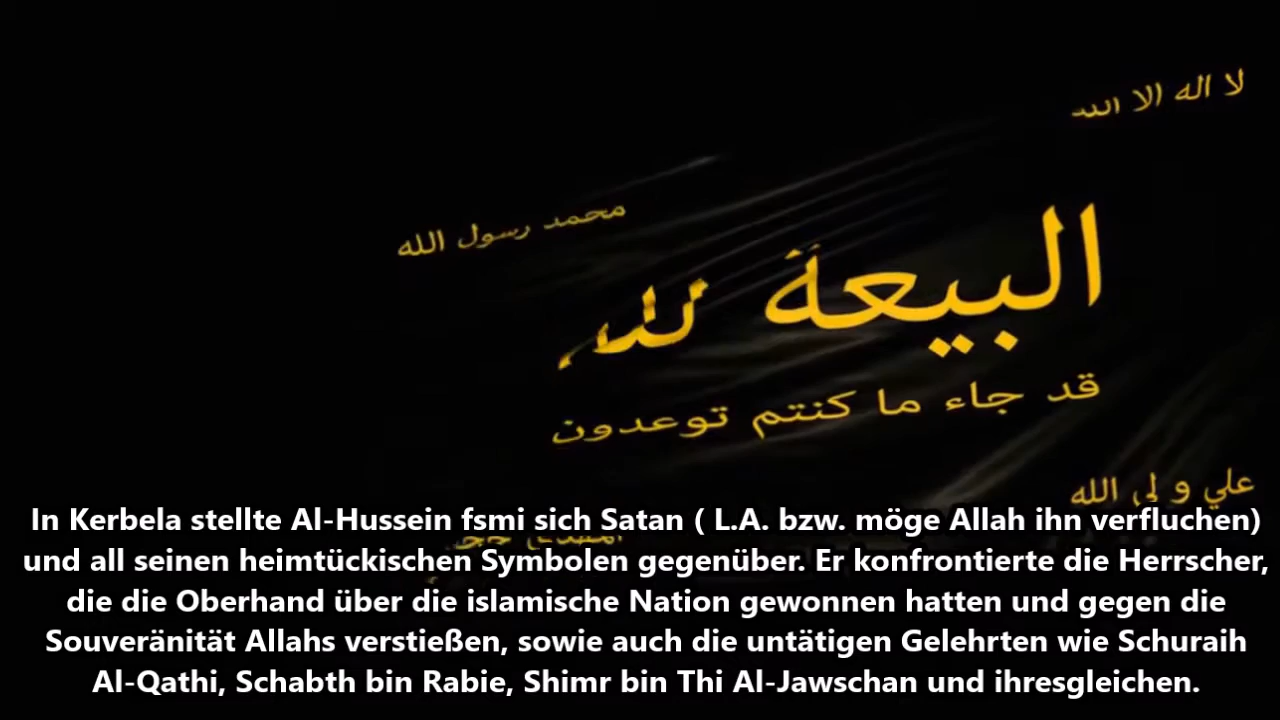 لا اله الا الله
محمد رسول الله
البيعة لله
قد جاء ما كنتم توعدون
علي و لي الله
In Kerbela stellte Al-Hussein fsmi sich Satan ( L.A. bzw. möge Allah ihn verfluchen)
und all seinen heimtückischen Symbolen gegenüber. Er konfrontierte die Herrscher,
die die Oberhand über die islamische Nation gewonnen hatten und gegen die
Souveränität Allahs verstießen, sowie auch die untätigen Gelehrten wie Schuraih
Al-Qathi, Schabth bin Rabie, Shimr bin Thi Al-Jawschan und ihresgleichen.